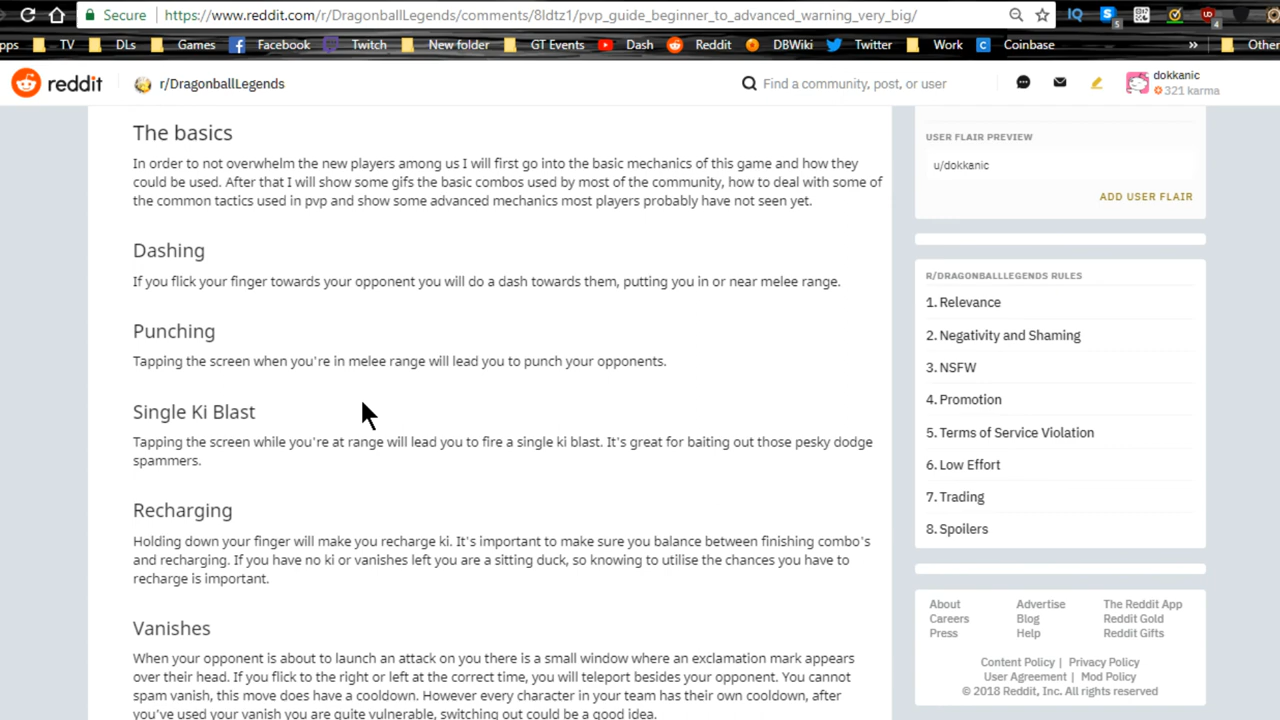 Secure | https://www.reddit.com/r/DragonballLegends/comments/8ldtz1/pvp_guide_beginner_to_advanced_warning_very_big/
pps TV DLs Games Facebook Twitch New folder GT Events Dash Reddit DBWiki Twitter Work Coinbase » Other
reddit r/DragonballLegends Find a community, post, or user dokkanic
321 karma
The basics
In order to not overwhelm the new players among us I will first go into the basic mechanics of this game and how they
could be used. After that I will show some gifs the basic combos used by most of the community, how to deal with some of
the common tactics used in pvp and show some advanced mechanics most players probably have not seen yet.
Dashing
If you flick your finger towards your opponent you will do a dash towards them, putting you in or near melee range.
Punching
Tapping the screen when you're in melee range will lead you to punch your opponents.
Single Ki Blast
Tapping the screen while you're at range will lead you to fire a single ki blast. It's great for baiting out those pesky dodge
spammers.
Recharging
Holding down your finger will make you recharge ki. It's important to make sure you balance between finishing combo's
and recharging. If you have no ki or vanishes left you are a sitting duck, so knowing to utilise the chances you have to
recharge is important.
Vanishes
When your opponent is about to launch an attack on you there is a small window where an exclamation mark appears
over their head. If you flick to the right or left at the correct time, you will teleport besides your opponent. You cannot
spam vanish, this move does have a cooldown. However every character in your team has their own cooldown, after
you've used your vanish you are quite vulnerable, switching out could be a good idea.
USER FLAIR PREVIEW
u/dokkanic
ADD USER FLAIR
R/DRAGONBALLLEGENDS RULES
1. Relevance
2. Negativity and Shaming
3. NSFW
4. Promotion
5. Terms of Service Violation
6. Low Effort
7. Trading
8. Spoilers
About Advertise The Reddit App
Careers Blog Reddit Gold
Press Help Reddit Gifts
Content Policy | Privacy Policy
User Agreement | Mod Policy
© 2018 Reddit, Inc. All rights reserved